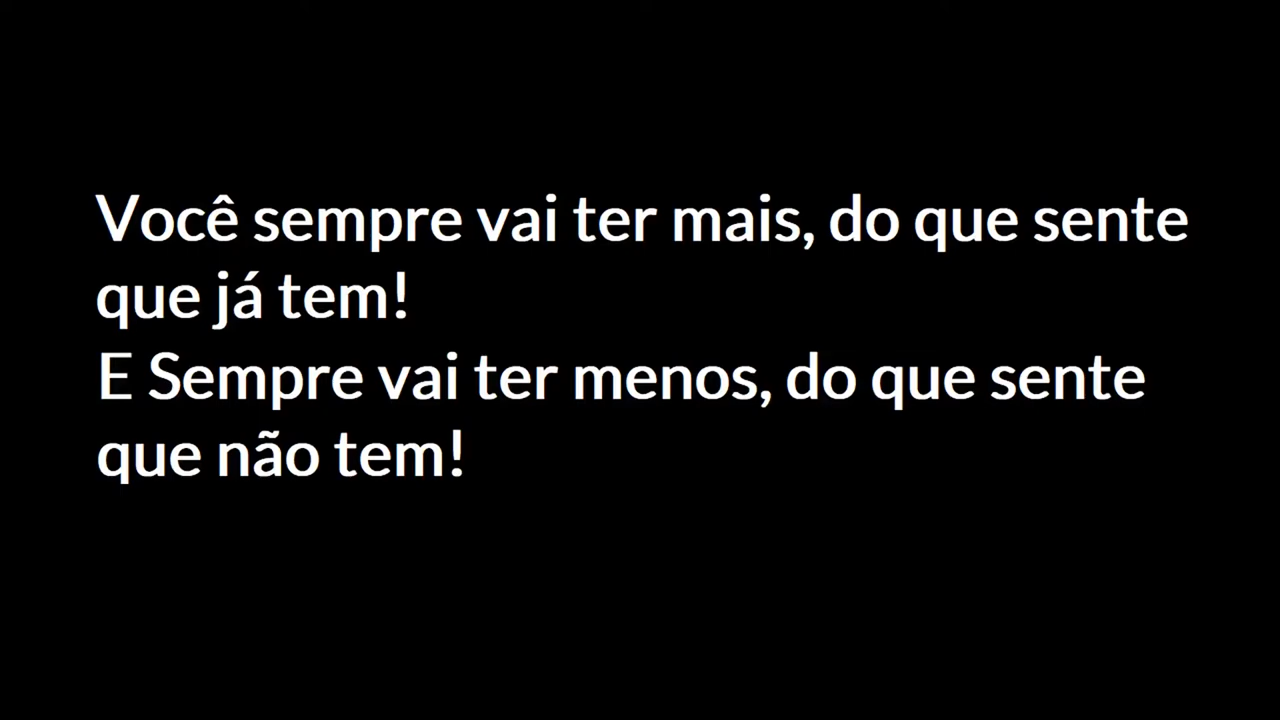 Você sempre vai ter mais, do que sente
que já tem!
E Sempre vai ter menos, do que sente
que não tem!